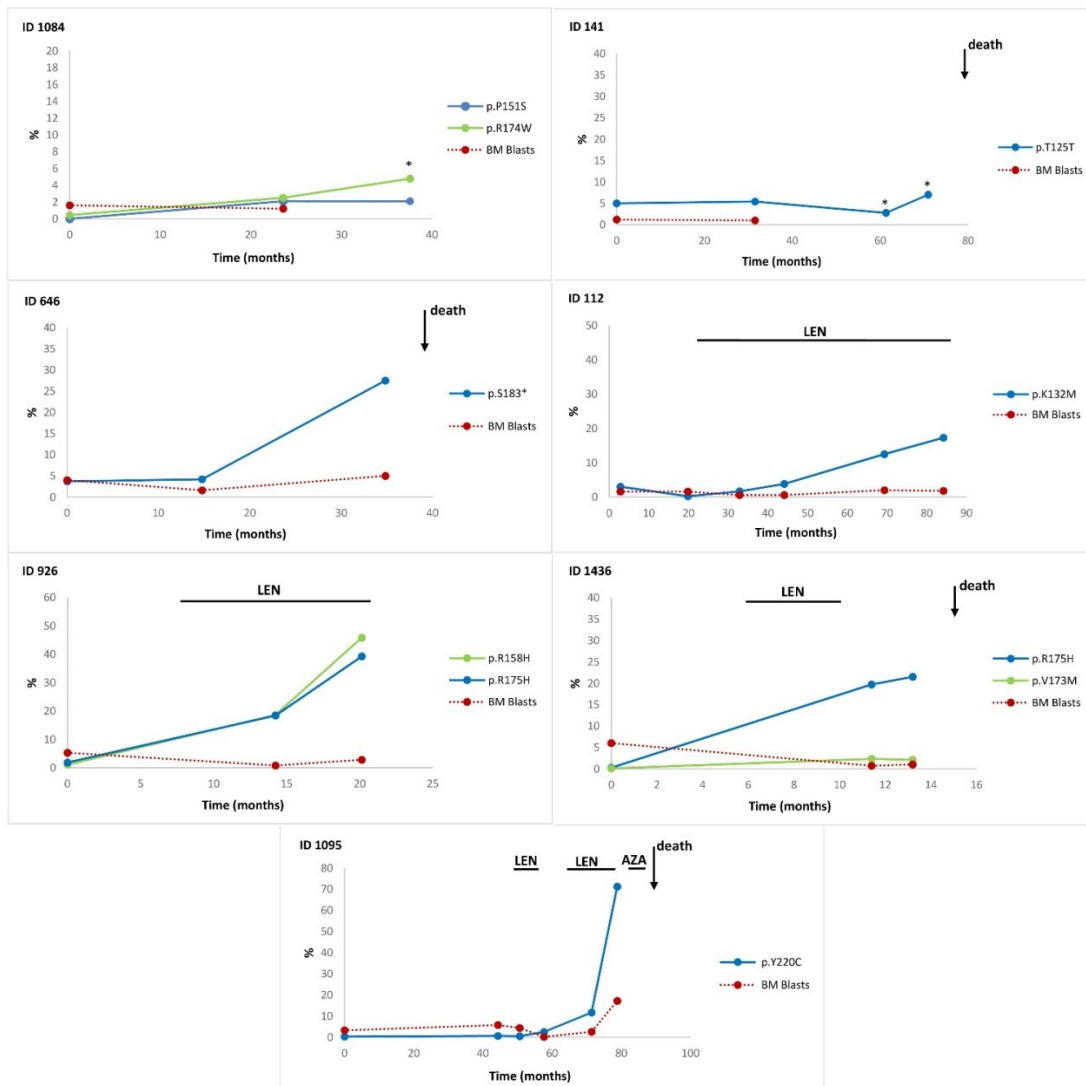 ID 1084
20
18
16
14
12
10
8
6
4
2
0
%
*
0 10 20 30 40
Time (months)
p.P151S
p.R174W
BM Blasts
ID 141
death
40
35
30
25
20
15
10
5
0
%
* *
0 20 40 60 80
Time (months)
p.T125T
BM Blasts
ID 646
death
40
35
30
25
20
15
10
5
0
%
0 10 20 30 40
Time (months)
p.S183*
BM Blasts
ID 112
LEN
50
40
30
20
10
0
%
0 10 20 30 40 50 60 70 80 90 100
Time (months)
p.K132M
BM Blasts
ID 926
LEN
60
50
40
30
20
10
0
%
0 5 10 15 20 25
Time (months)
p.R158H
p.R175H
BM Blasts
ID 1436
LEN
death
40
35
30
25
20
15
10
5
0
%
0 2 4 6 8 10 12 14 16
Time (months)
p.R175H
p.V173M
BM Blasts
ID 1095
LEN LEN AZA death
80
70
60
50
40
30
20
10
0
%
0 20 40 60 80 100
Time (months)
p.Y220C
BM Blasts